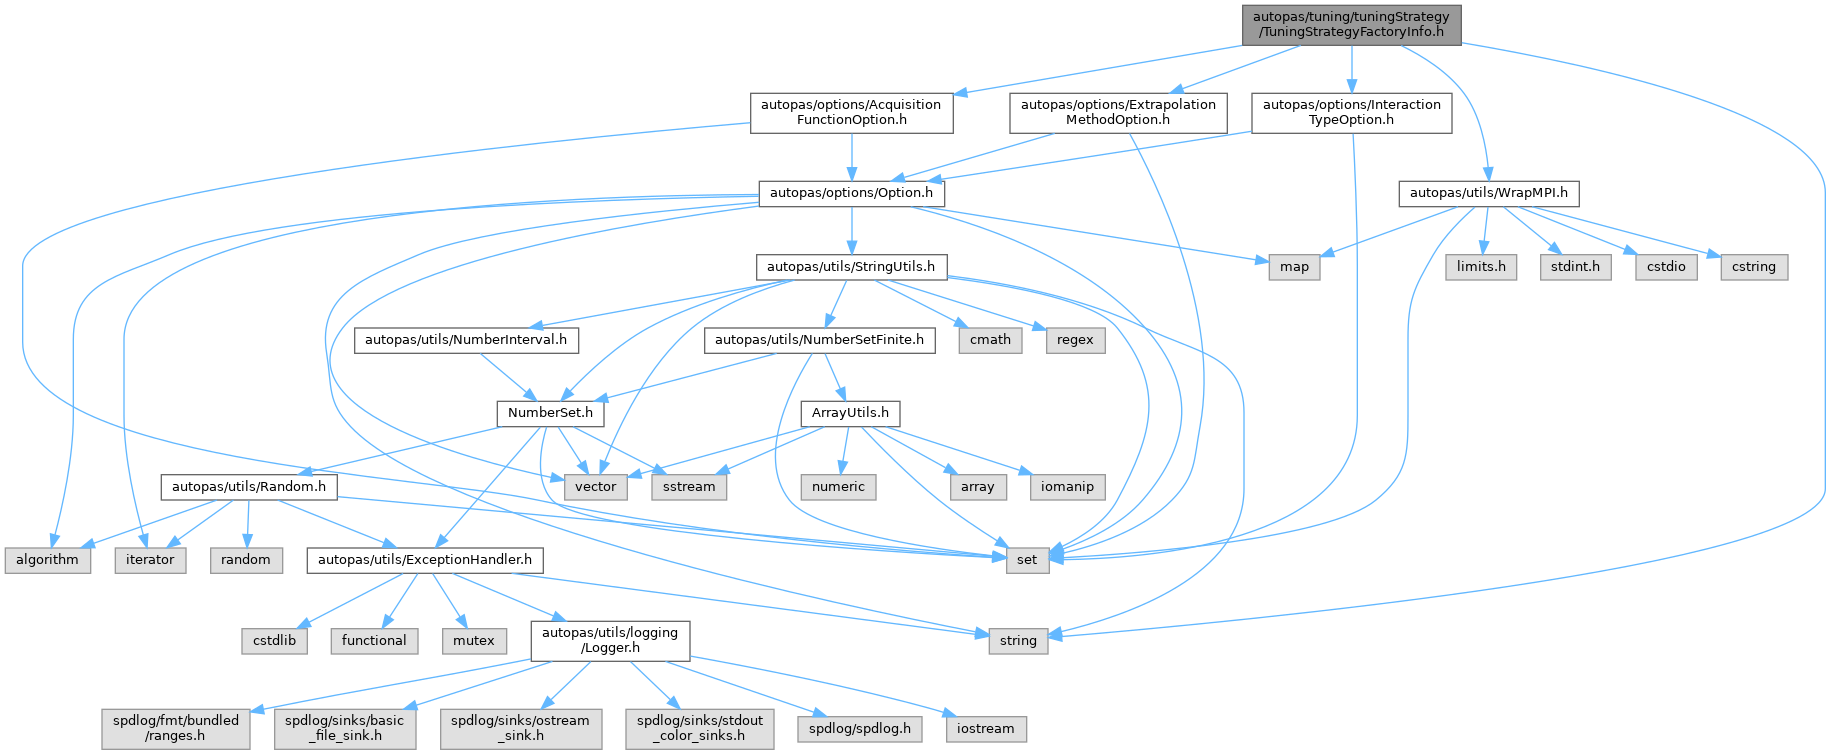 autopas/tuning/tuningStrategy
/TuningStrategyFactoryInfo.h
autopas/options/Acquisition
FunctionOption.h
autopas/options/Extrapolation
MethodOption.h
autopas/options/Interaction
TypeOption.h
autopas/options/Option.h
autopas/utils/WrapMPI.h
autopas/utils/StringUtils.h
map
limits.h
stdint.h
cstdio
cstring
autopas/utils/NumberInterval.h
autopas/utils/NumberSetFinite.h
cmath
regex
NumberSet.h
ArrayUtils.h
autopas/utils/Random.h
vector
sstream
numeric
array
iomanip
algorithm
iterator
random
autopas/utils/ExceptionHandler.h
set
cstdlib
functional
mutex
autopas/utils/logging
/Logger.h
string
spdlog/fmt/bundled
/ranges.h
spdlog/sinks/basic
_file_sink.h
spdlog/sinks/ostream
_sink.h
spdlog/sinks/stdout
_color_sinks.h
spdlog/spdlog.h
iostream